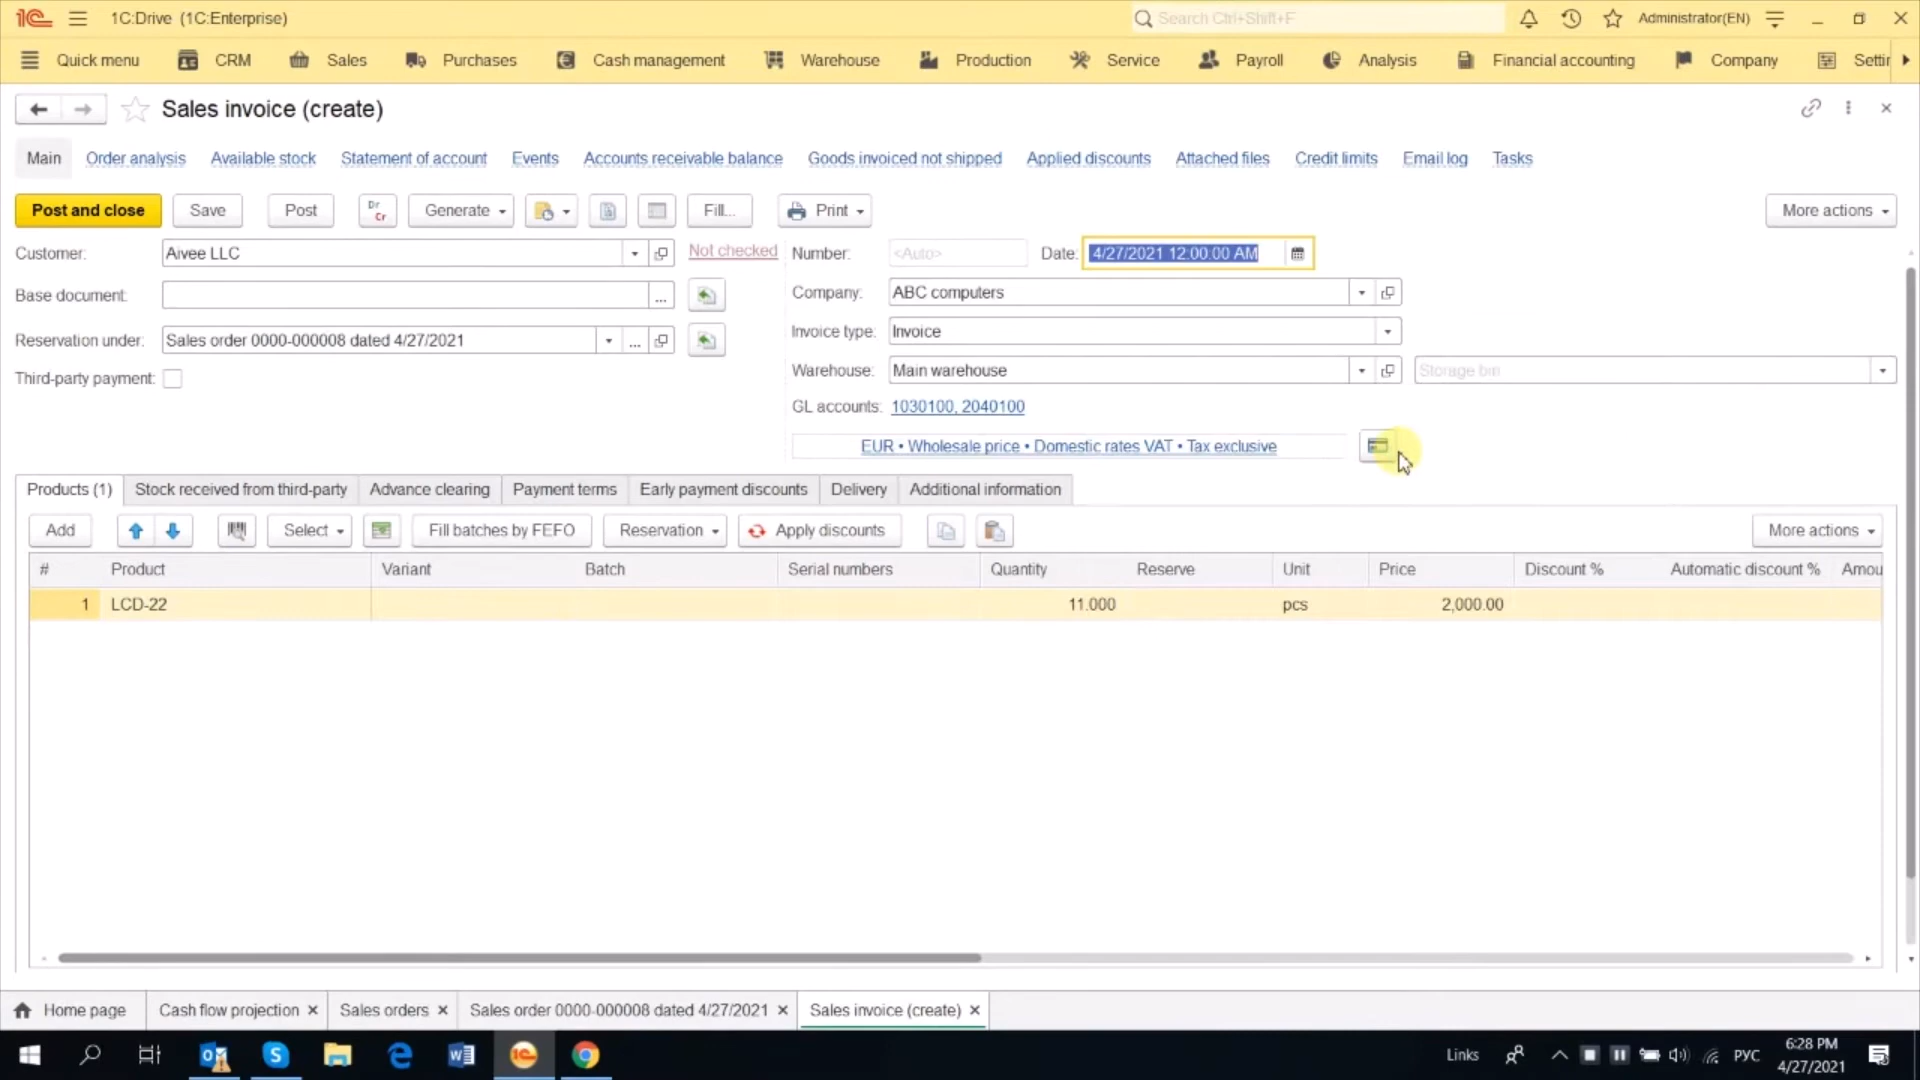 1C:Drive (1C:Enterprise) Search Ctrl+Shift+F Administrator(EN)
Quick menu CRM Sales Purchases Cash management Warehouse Production Service Payroll Analysis Financial accounting Company Settin
Sales invoice (create)
Main Order analysis Available stock Statement of account Events Accounts receivable balance Goods invoiced not shipped Applied discounts Attached files Credit limits Email log Tasks
Post and close Save Post Dr Cr Generate Fill... Print More actions
Customer: Aivee LLC Not checked Number: <Auto> Date: 4/27/2021 12:00:00 AM
Base document: ... Company: ABC computers
Invoice type: Invoice
Reservation under: Sales order 0000-000008 dated 4/27/2021 ...
Warehouse: Main warehouse Storage bin
Third-party payment:
GL accounts: 1030100, 2040100
EUR • Wholesale price • Domestic rates VAT • Tax exclusive
Products (1) Stock received from third-party Advance clearing Payment terms Early payment discounts Delivery Additional information
Add Select Fill batches by FEFO Reservation Apply discounts More actions
# Product Variant Batch Serial numbers Quantity Reserve Unit Price Discount % Automatic discount % Amou
1 LCD-22 11.000 pcs 2,000.00
Home page Cash flow projection Sales orders Sales order 0000-000008 dated 4/27/2021 Sales invoice (create)
Links РУС 6:28 PM
4/27/2021